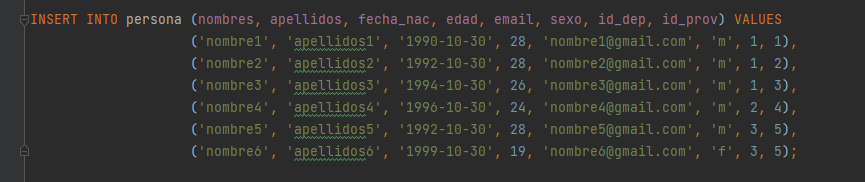 INSERT INTO persona (nombres, apellidos, fecha_nac, edad, email, sexo, id_dep, id_prov) VALUES
('nombre1', 'apellidos1', '1990-10-30', 28, 'nombre1@gmail.com', 'm', 1, 1),
('nombre2', 'apellidos2', '1992-10-30', 28, 'nombre2@gmail.com', 'm', 1, 2),
('nombre3', 'apellidos3', '1994-10-30', 26, 'nombre3@gmail.com', 'm', 1, 3),
('nombre4', 'apellidos4', '1996-10-30', 24, 'nombre4@gmail.com', 'm', 2, 4),
('nombre5', 'apellidos5', '1992-10-30', 28, 'nombre5@gmail.com', 'm', 3, 5),
('nombre6', 'apellidos6', '1999-10-30', 19, 'nombre6@gmail.com', 'f', 3, 5);